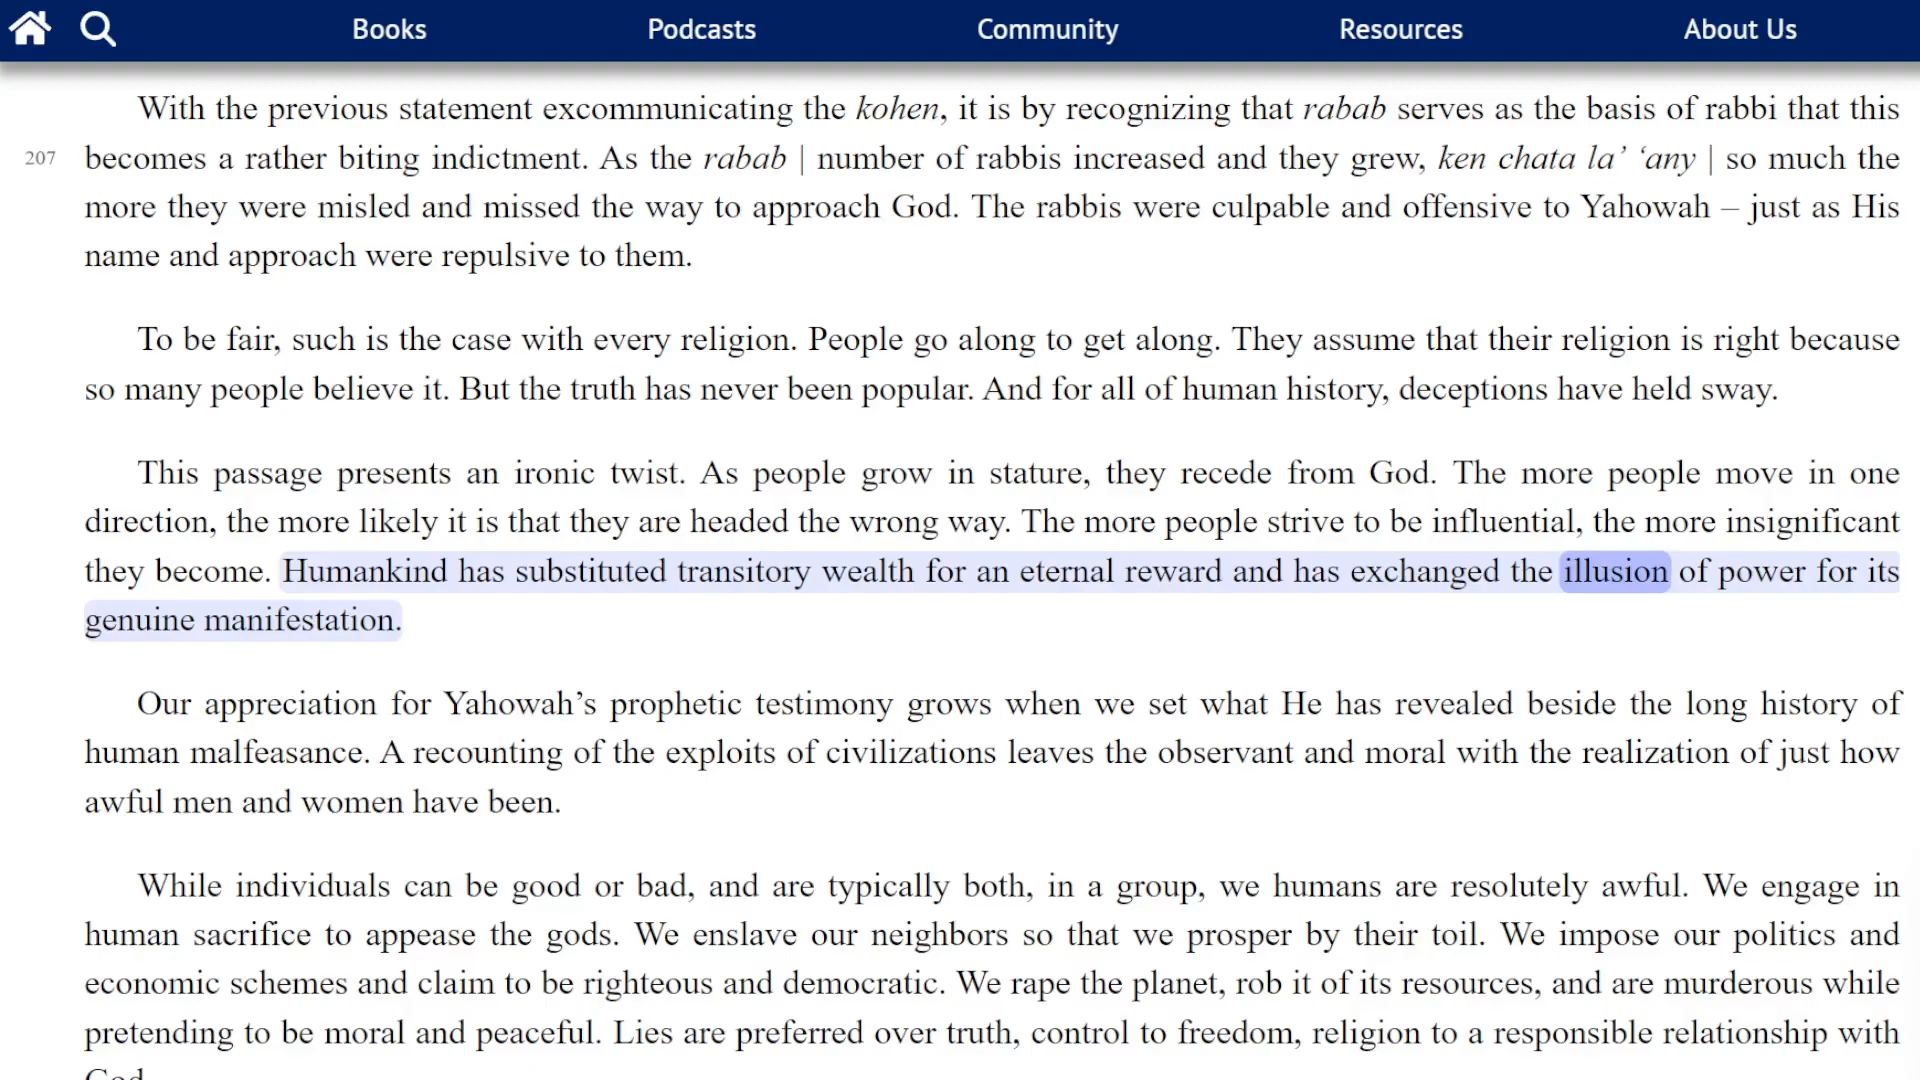 Books Podcasts Community Resources About Us
With the previous statement excommunicating the kohen, it is by recognizing that rabab serves as the basis of rabbi that this
207 becomes a rather biting indictment. As the rabab | number of rabbis increased and they grew, ken chata la’ ‘any | so much the
more they were misled and missed the way to approach God. The rabbis were culpable and offensive to Yahowah – just as His
name and approach were repulsive to them.
To be fair, such is the case with every religion. People go along to get along. They assume that their religion is right because
so many people believe it. But the truth has never been popular. And for all of human history, deceptions have held sway.
This passage presents an ironic twist. As people grow in stature, they recede from God. The more people move in one
direction, the more likely it is that they are headed the wrong way. The more people strive to be influential, the more insignificant
they become. Humankind has substituted transitory wealth for an eternal reward and has exchanged the illusion of power for its
genuine manifestation.
Our appreciation for Yahowah’s prophetic testimony grows when we set what He has revealed beside the long history of
human malfeasance. A recounting of the exploits of civilizations leaves the observant and moral with the realization of just how
awful men and women have been.
While individuals can be good or bad, and are typically both, in a group, we humans are resolutely awful. We engage in
human sacrifice to appease the gods. We enslave our neighbors so that we prosper by their toil. We impose our politics and
economic schemes and claim to be righteous and democratic. We rape the planet, rob it of its resources, and are murderous while
pretending to be moral and peaceful. Lies are preferred over truth, control to freedom, religion to a responsible relationship with
God.